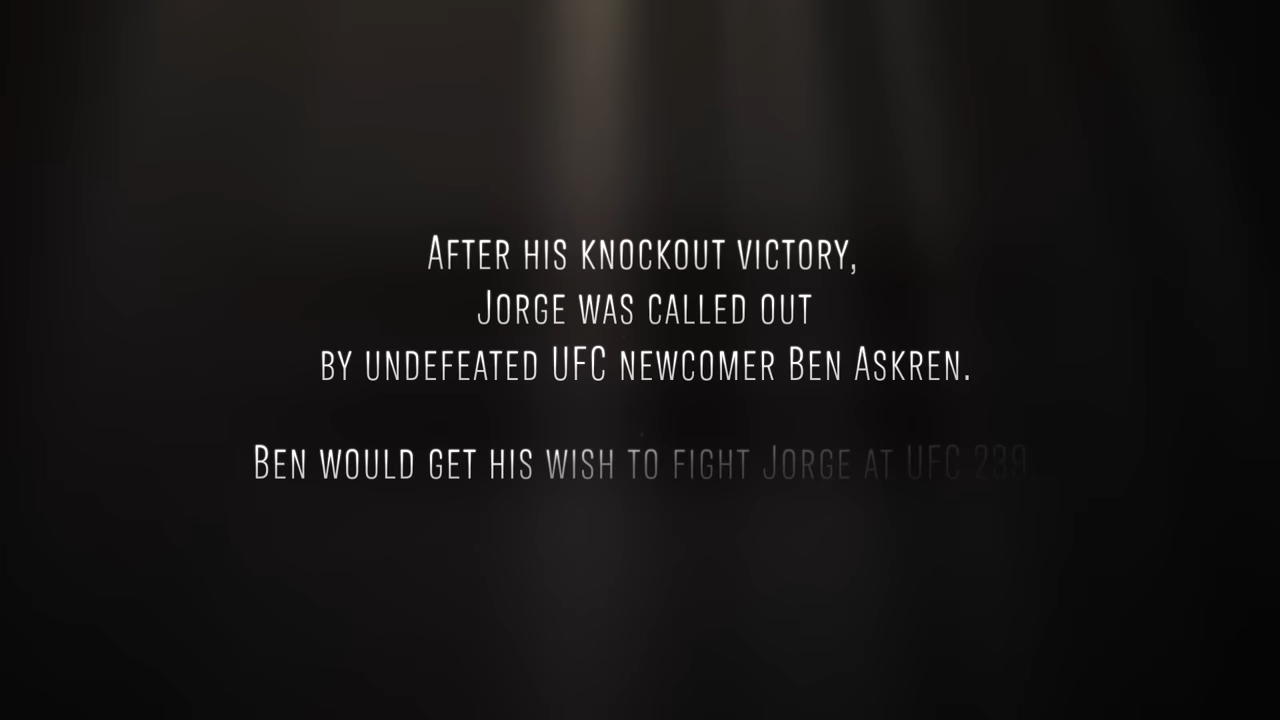 After his knockout victory,
Jorge was called out
by undefeated UFC newcomer Ben Askren.
Ben would get his wish to fight Jorge at UFC 239.